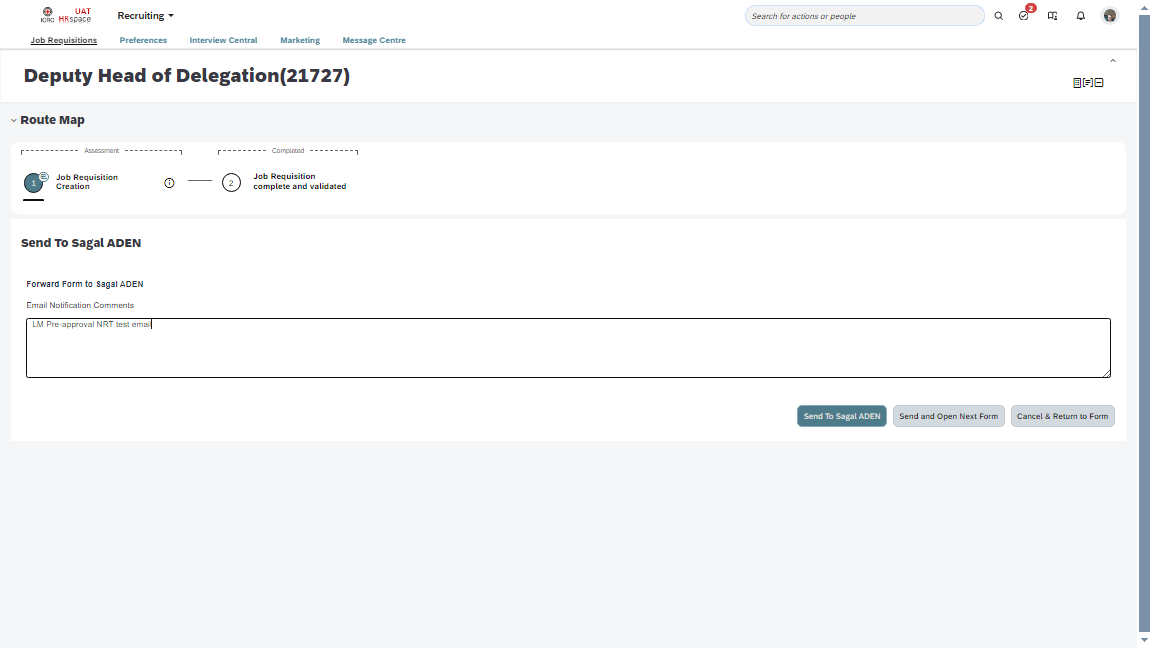 ICRC
UAT
HRspace
Recruiting
Search for actions or people
2
Job Requisitions
Preferences
Interview Central
Marketing
Message Centre
Deputy Head of Delegation(21727)
Route Map
Assessment
Completed
1
Job Requisition
Creation
2
Job Requisition
complete and validated
Send To Sagal ADEN
Forward Form to Sagal ADEN
Email Notification Comments
LM Pre-approval NRT test email
Send To Sagal ADEN
Send and Open Next Form
Cancel & Return to Form